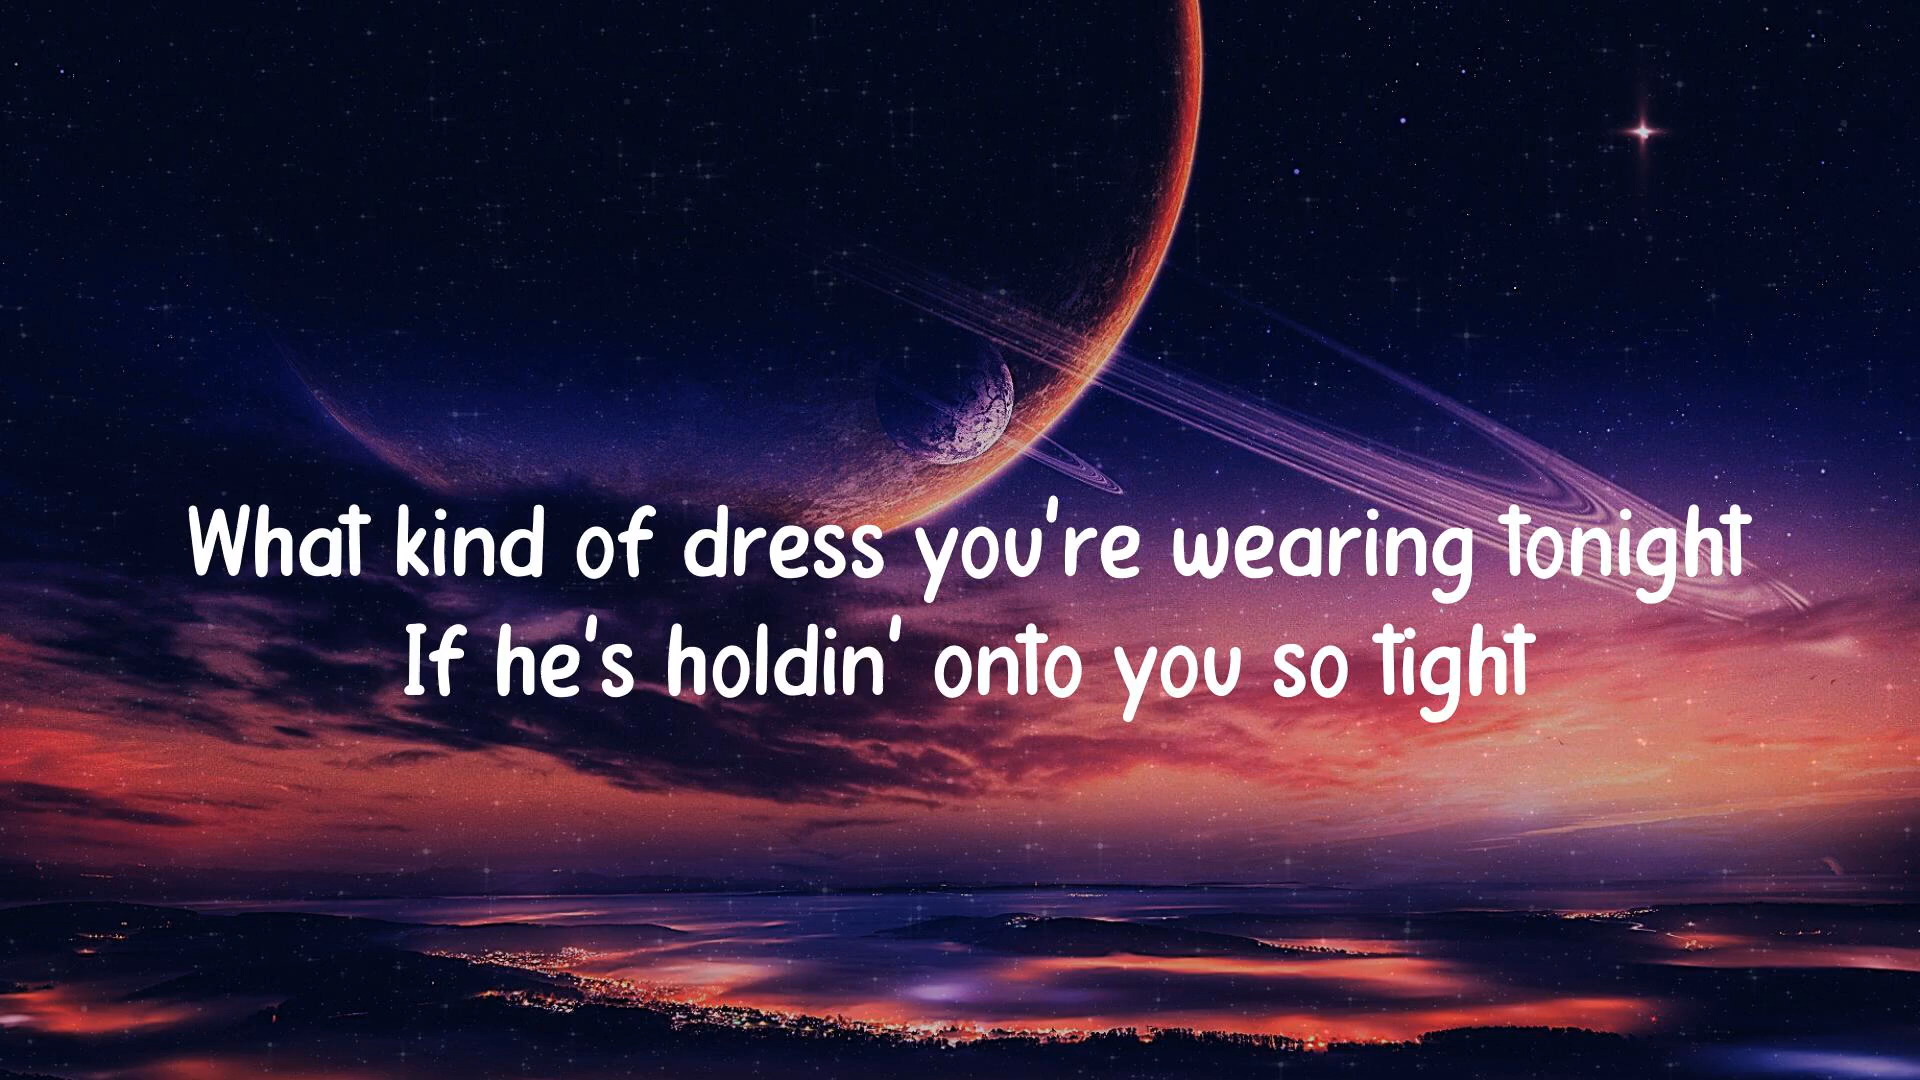 What kind of dress you're wearing tonight
If he's holdin' onto you so tight